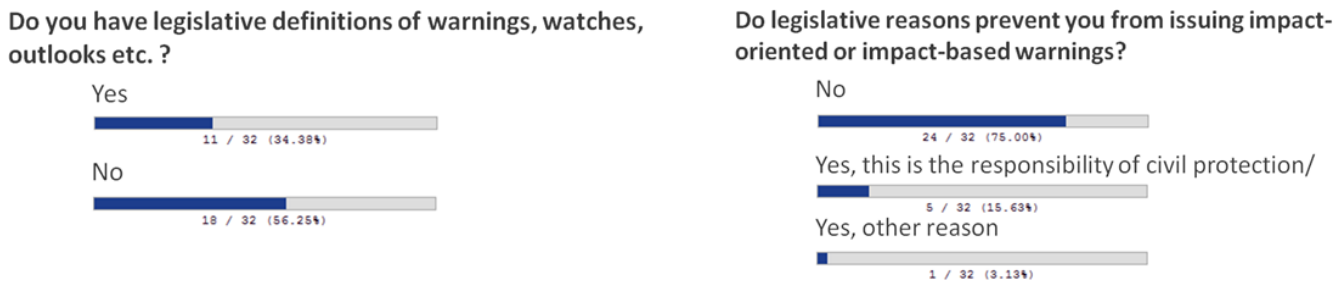 Do you have legislative definitions of warnings, watches,
outlooks etc. ?
Yes
11 / 32 (34.38%)
No
18 / 32 (56.25%)
Do legislative reasons prevent you from issuing impact-
oriented or impact-based warnings?
No
24 / 32 (75.00%)
Yes, this is the responsibility of civil protection/
5 / 32 (15.63%)
Yes, other reason
1 / 32 (3.13%)